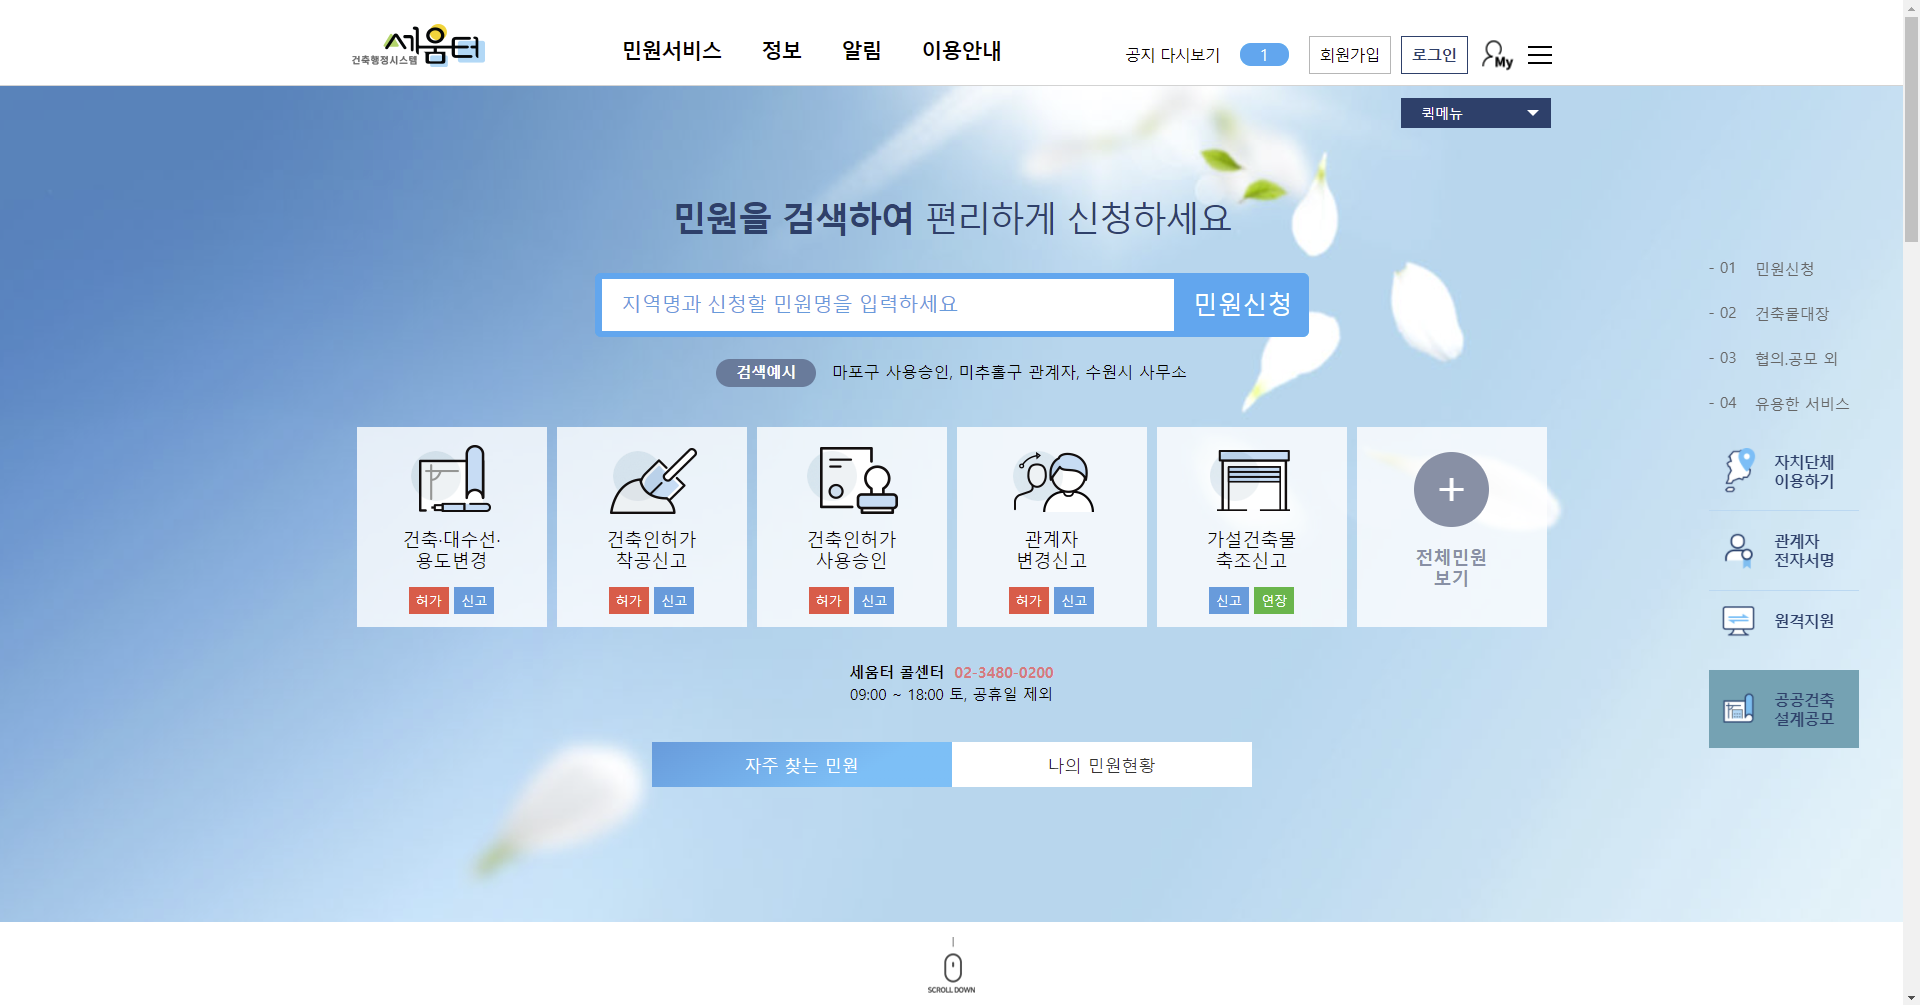 세움터
건축행정시스템
민원서비스 정보 알림 이용안내
공지 다시보기 1 회원가입 로그인 My
퀵메뉴
민원을 검색하여 편리하게 신청하세요
지역명과 신청할 민원명을 입력하세요 민원신청
검색예시 마포구 사용승인, 미추홀구 관계자, 수원시 사무소
건축·대수선·
용도변경
허가 신고
건축인허가
착공신고
허가 신고
건축인허가
사용승인
허가 신고
관계자
변경신고
허가 신고
가설건축물
축조신고
신고 연장
전체민원
보기
세움터 콜센터 02-3480-0200
09:00 ~ 18:00 토, 공휴일 제외
자주 찾는 민원 나의 민원현황
- 01 민원신청
- 02 건축물대장
- 03 협의.공모 외
- 04 유용한 서비스
자치단체
이용하기
관계자
전자서명
원격지원
공공건축
설계공모
SCROLL DOWN